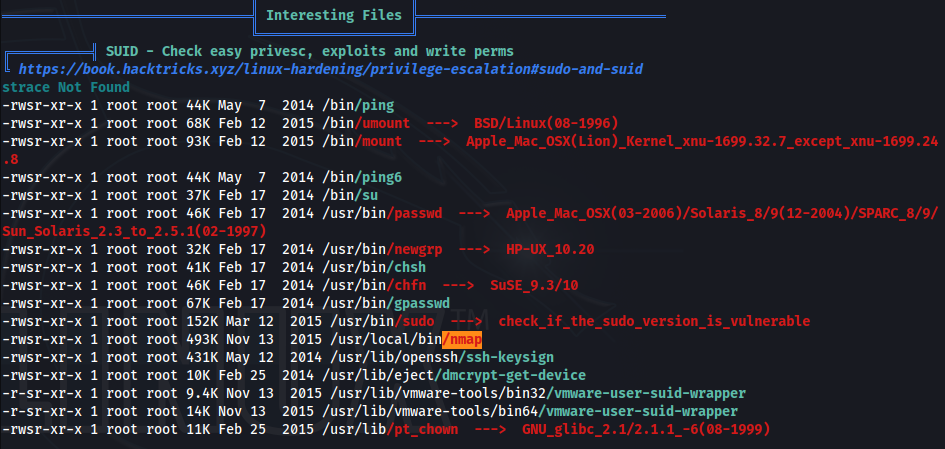 Interesting Files
SUID - Check easy privesc, exploits and write perms
https://book.hacktricks.xyz/linux-hardening/privilege-escalation#sudo-and-suid
strace Not Found
-rwsr-xr-x 1 root root 44K May  7  2014 /bin/ping
-rwsr-xr-x 1 root root 68K Feb 12  2015 /bin/umount  --->  BSD/Linux(08-1996)
-rwsr-xr-x 1 root root 93K Feb 12  2015 /bin/mount  --->  Apple_Mac_OSX(Lion)_Kernel_xnu-1699.32.7_except_xnu-1699.24
.8
-rwsr-xr-x 1 root root 44K May  7  2014 /bin/ping6
-rwsr-xr-x 1 root root 37K Feb 17  2014 /bin/su
-rwsr-xr-x 1 root root 46K Feb 17  2014 /usr/bin/passwd  --->  Apple_Mac_OSX(03-2006)/Solaris_8/9(12-2004)/SPARC_8/9/
Sun_Solaris_2.3_to_2.5.1(02-1997)
-rwsr-xr-x 1 root root 32K Feb 17  2014 /usr/bin/newgrp  --->  HP-UX_10.20
-rwsr-xr-x 1 root root 41K Feb 17  2014 /usr/bin/chsh
-rwsr-xr-x 1 root root 46K Feb 17  2014 /usr/bin/chfn  --->  SuSE_9.3/10
-rwsr-xr-x 1 root root 67K Feb 17  2014 /usr/bin/gpasswd
-rwsr-xr-x 1 root root 152K Mar 12  2015 /usr/bin/sudo  --->  check_if_the_sudo_version_is_vulnerable
-rwsr-xr-x 1 root root 493K Nov 13  2015 /usr/local/bin/nmap
-rwsr-xr-x 1 root root 431K May 12  2014 /usr/lib/openssh/ssh-keysign
-rwsr-xr-x 1 root root 10K Feb 25  2014 /usr/lib/eject/dmcrypt-get-device
-r-sr-xr-x 1 root root 9.4K Nov 13  2015 /usr/lib/vmware-tools/bin32/vmware-user-suid-wrapper
-r-sr-xr-x 1 root root 14K Nov 13  2015 /usr/lib/vmware-tools/bin64/vmware-user-suid-wrapper
-rwsr-xr-x 1 root root 11K Feb 25  2015 /usr/lib/pt_chown  --->  GNU_glibc_2.1/2.1.1_-6(08-1999)